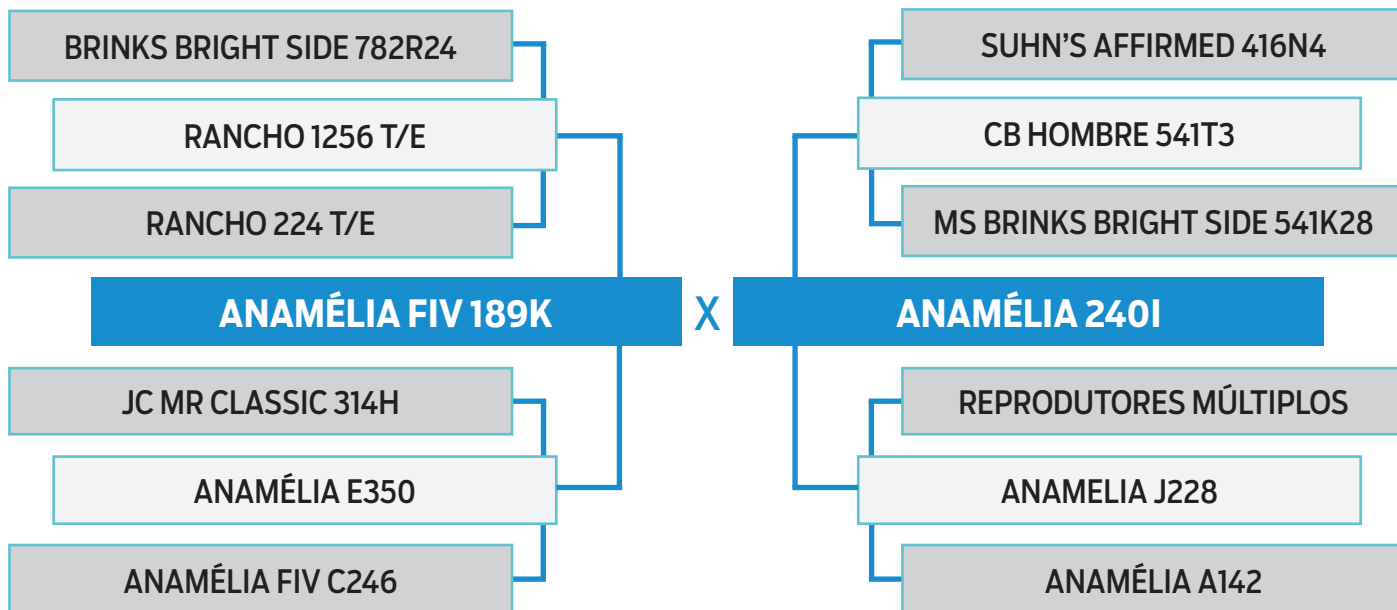 BRINKS BRIGHT SIDE 782R24
RANCHO 1256 T/E
RANCHO 224 T/E
ANAMÉLIA FIV 189K
JC MR CLASSIC 314H
ANAMÉLIA E350
ANAMÉLIA FIV C246
X
SUHN’S AFFIRMED 416N4
CB HOMBRE 541T3
MS BRINKS BRIGHT SIDE 541K28
ANAMÉLIA 240I
REPRODUTORES MÚLTIPLOS
ANAMELIA J228
ANAMÉLIA A142